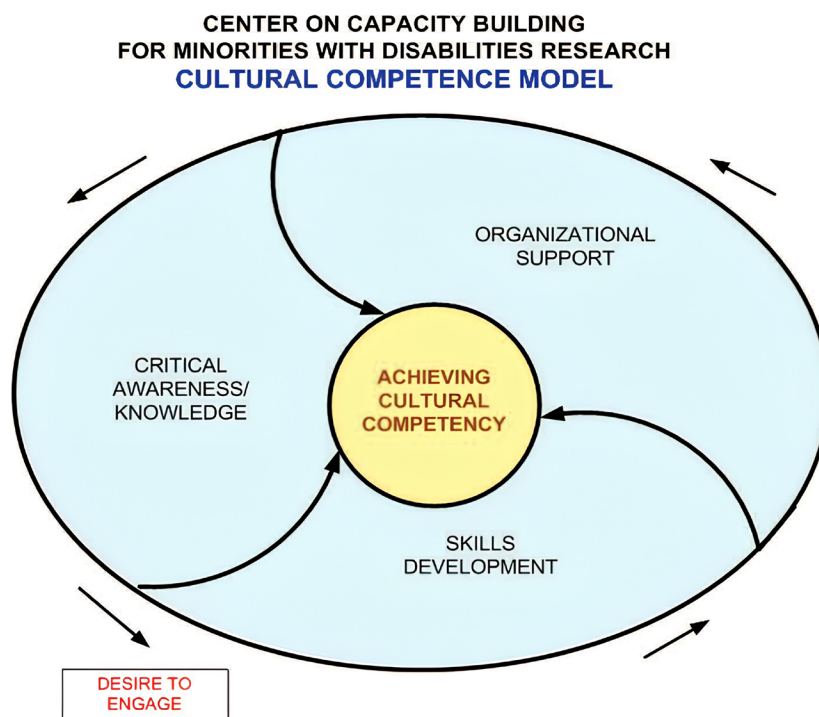 CENTER ON CAPACITY BUILDING
FOR MINORITIES WITH DISABILITIES RESEARCH
CULTURAL COMPETENCE MODEL
ORGANIZATIONAL
SUPPORT
CRITICAL
AWARENESS/
KNOWLEDGE
ACHIEVING
CULTURAL
COMPETENCY
SKILLS
DEVELOPMENT
DESIRE TO
ENGAGE